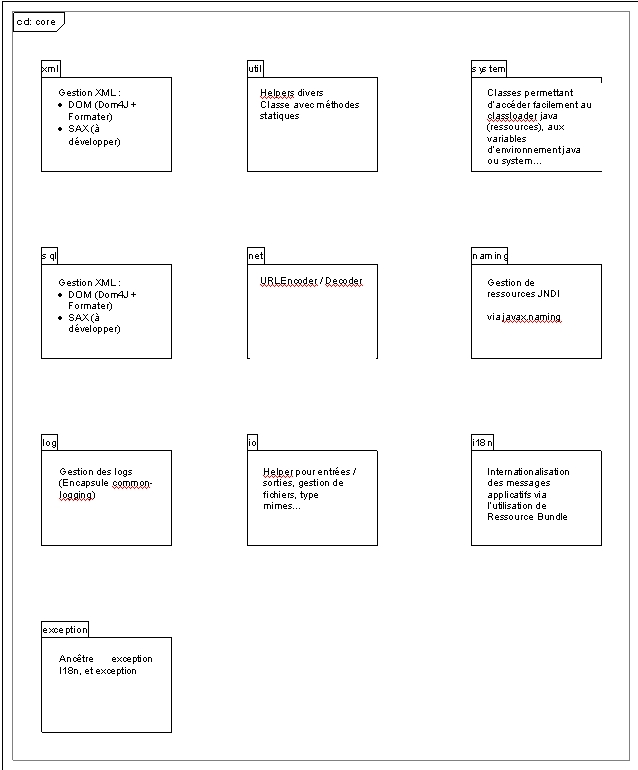 cd: core
xml
Gestion XML :
• DOM (Dom4J +
Formater)
• SAX (à
développer)
util
Helpers divers
Classe avec méthodes
statiques
system
Classes permettant
d'accéder facilement au
classloader java
(ressources), aux
variables
d'environnement java
ou system...
sql
Gestion XML :
• DOM (Dom4J +
Formater)
• SAX (à
développer)
net
URLEncoder / Decoder
naming
Gestion de
ressources JNDI
via javax.naming
log
Gestion des logs
(Encapsule common-
logging)
io
Helper pour entrées /
sorties, gestion de
fichiers, type
mimes...
i18n
Internationalisation
des messages
applicatifs via
l'utilisation de
Ressource Bundle
exception
Ancêtre exception
I18n, et exception